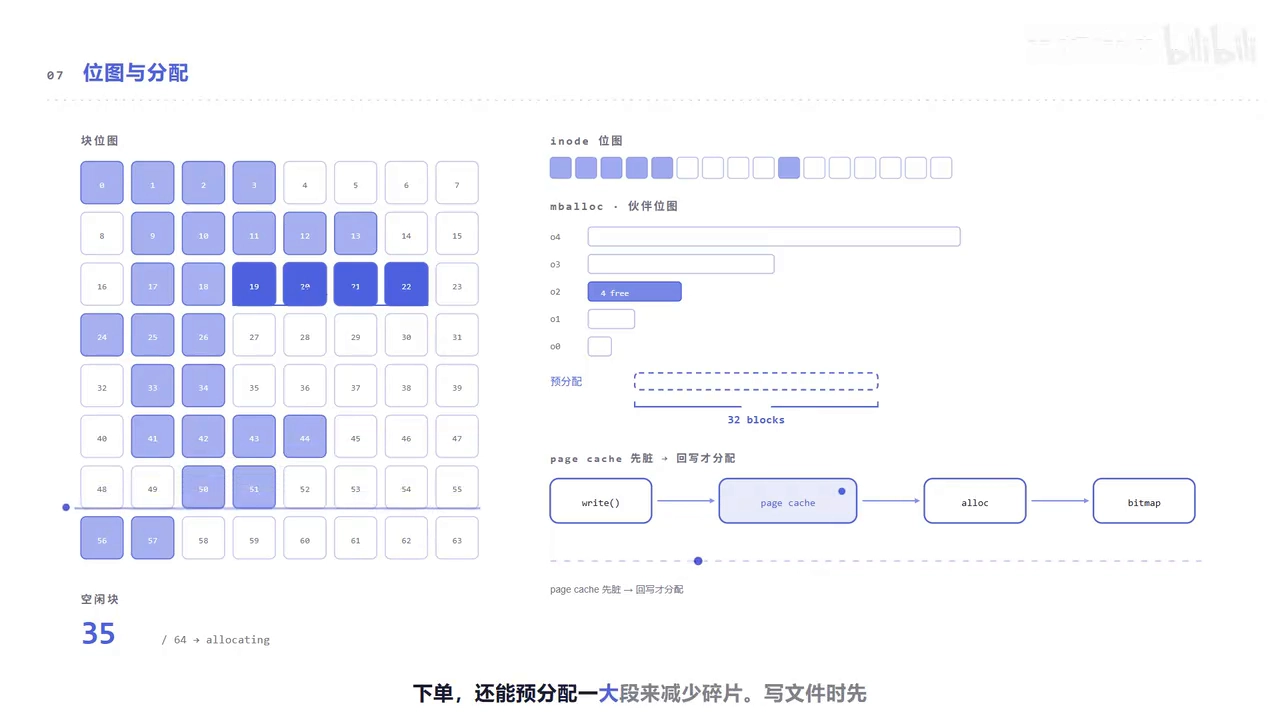 07 位图与分配
bilibili
块位图
0 1 2 3 4 5 6 7
8 9 10 11 12 13 14 15
16 17 18 19 20 21 22 23
24 25 26 27 28 29 30 31
32 33 34 35 36 37 38 39
40 41 42 43 44 45 46 47
48 49 50 51 52 53 54 55
56 57 58 59 60 61 62 63
空闲块
35 / 64 → allocating
inode 位图
mballoc · 伙伴位图
o4
o3
o2 4 free
o1
o0
预分配
32 blocks
page cache 先脏 → 回写才分配
write() page cache alloc bitmap
page cache 先脏 → 回写才分配
下单，还能预分配一大段来减少碎片。写文件时先